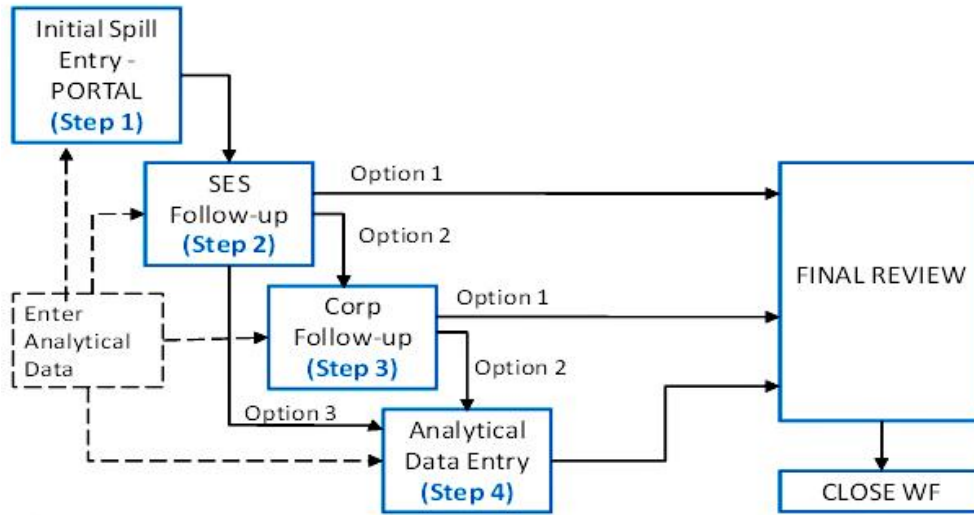 Initial Spill
Entry -
PORTAL
(Step 1)
SES
Follow-up
(Step 2)
Option 1
Option 2
FINAL REVIEW
Enter
Analytical
Data
Corp
Follow-up
(Step 3)
Option 1
Option 2
Option 3
Analytical
Data Entry
(Step 4)
CLOSE WF